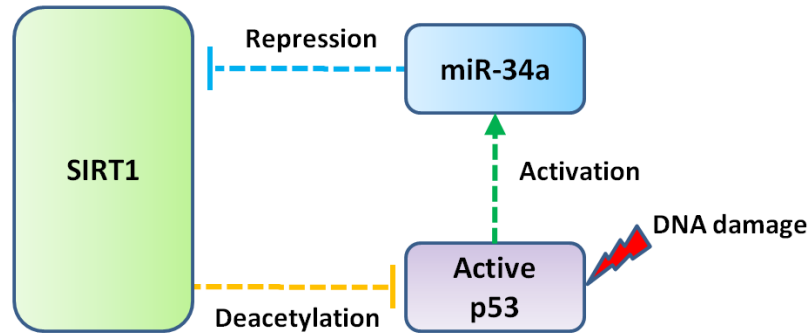 Repression
miR-34a
SIRT1
Activation
DNA damage
Active
p53
Deacetylation